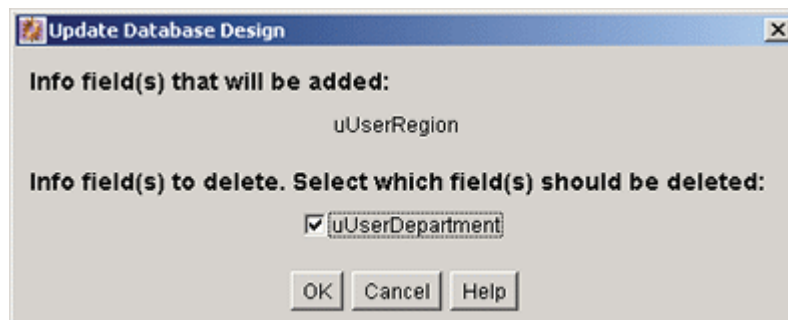 Update Database Design
Info field(s) that will be added:
uUserRegion
Info field(s) to delete. Select which field(s) should be deleted:
uUserDepartment
OK Cancel Help